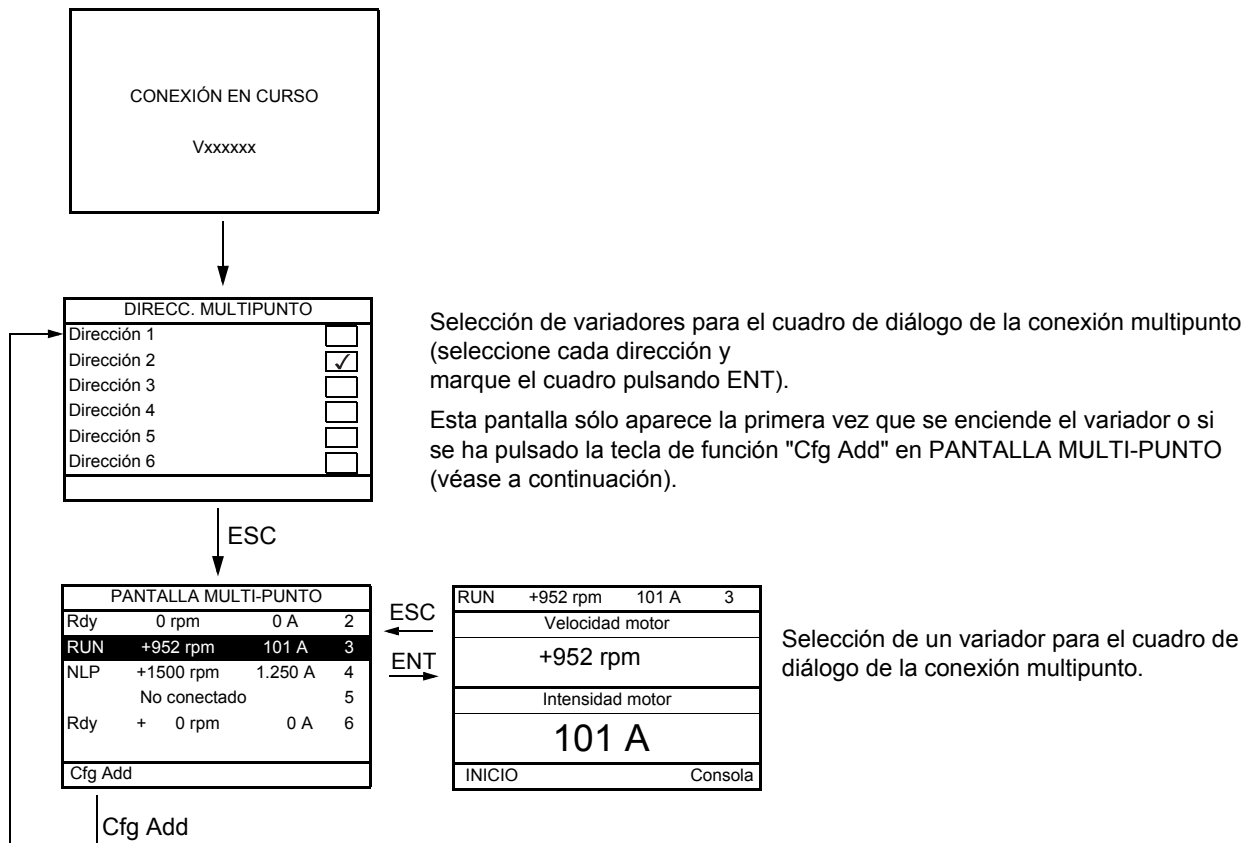 CONEXIÓN EN CURSO
Vxxxxxx
DIRECC. MULTIPUNTO
Dirección 1
Dirección 2 ✓
Dirección 3
Dirección 4
Dirección 5
Dirección 6
Selección de variadores para el cuadro de diálogo de la conexión multipunto
(seleccione cada dirección y
marque el cuadro pulsando ENT).
Esta pantalla sólo aparece la primera vez que se enciende el variador o si
se ha pulsado la tecla de función "Cfg Add" en PANTALLA MULTI-PUNTO
(véase a continuación).
ESC
PANTALLA MULTI-PUNTO
Rdy 0 rpm 0 A 2
RUN +952 rpm 101 A 3
NLP +1500 rpm 1.250 A 4
No conectado 5
Rdy + 0 rpm 0 A 6
Cfg Add
ESC
ENT
RUN +952 rpm 101 A 3
Velocidad motor
+952 rpm
Intensidad motor
101 A
INICIO Consola
Selección de un variador para el cuadro de
diálogo de la conexión multipunto.
Cfg Add